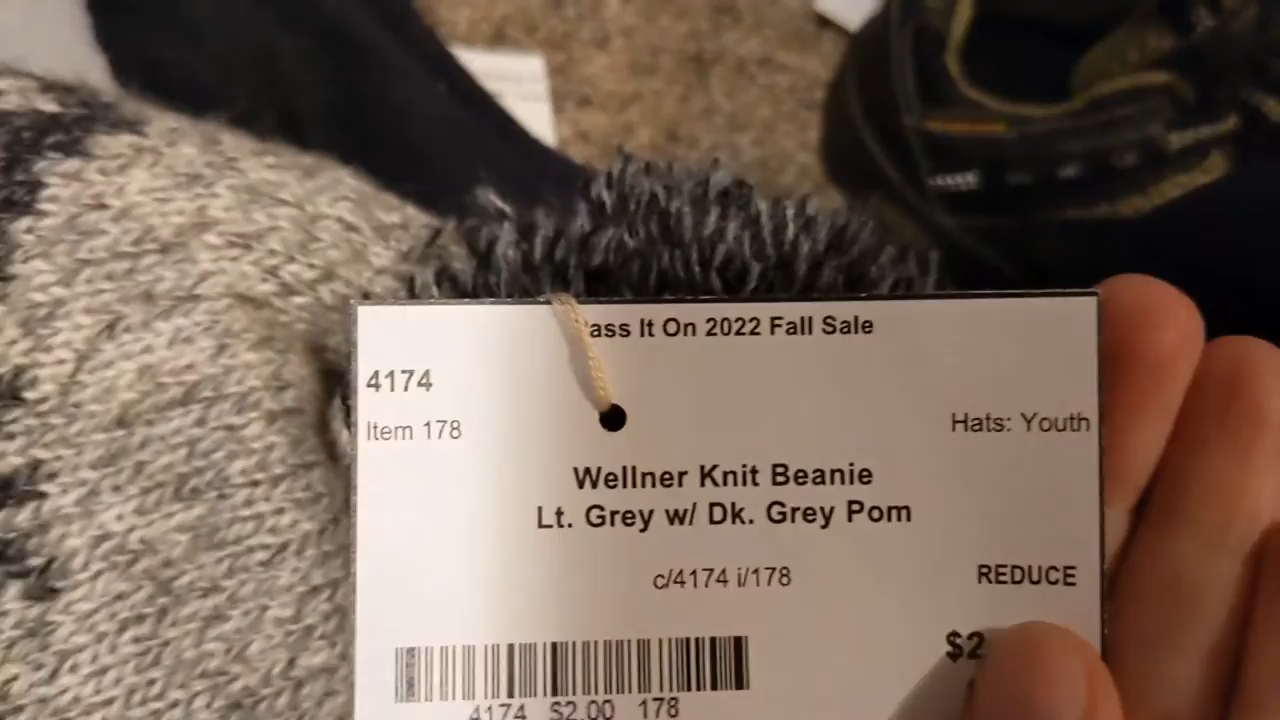 ass It On 2022 Fall Sale
4174
Item 178
Hats: Youth
Wellner Knit Beanie
Lt. Grey w/ Dk. Grey Pom
c/4174 i/178
REDUCE
$2
4174 $2.00 178